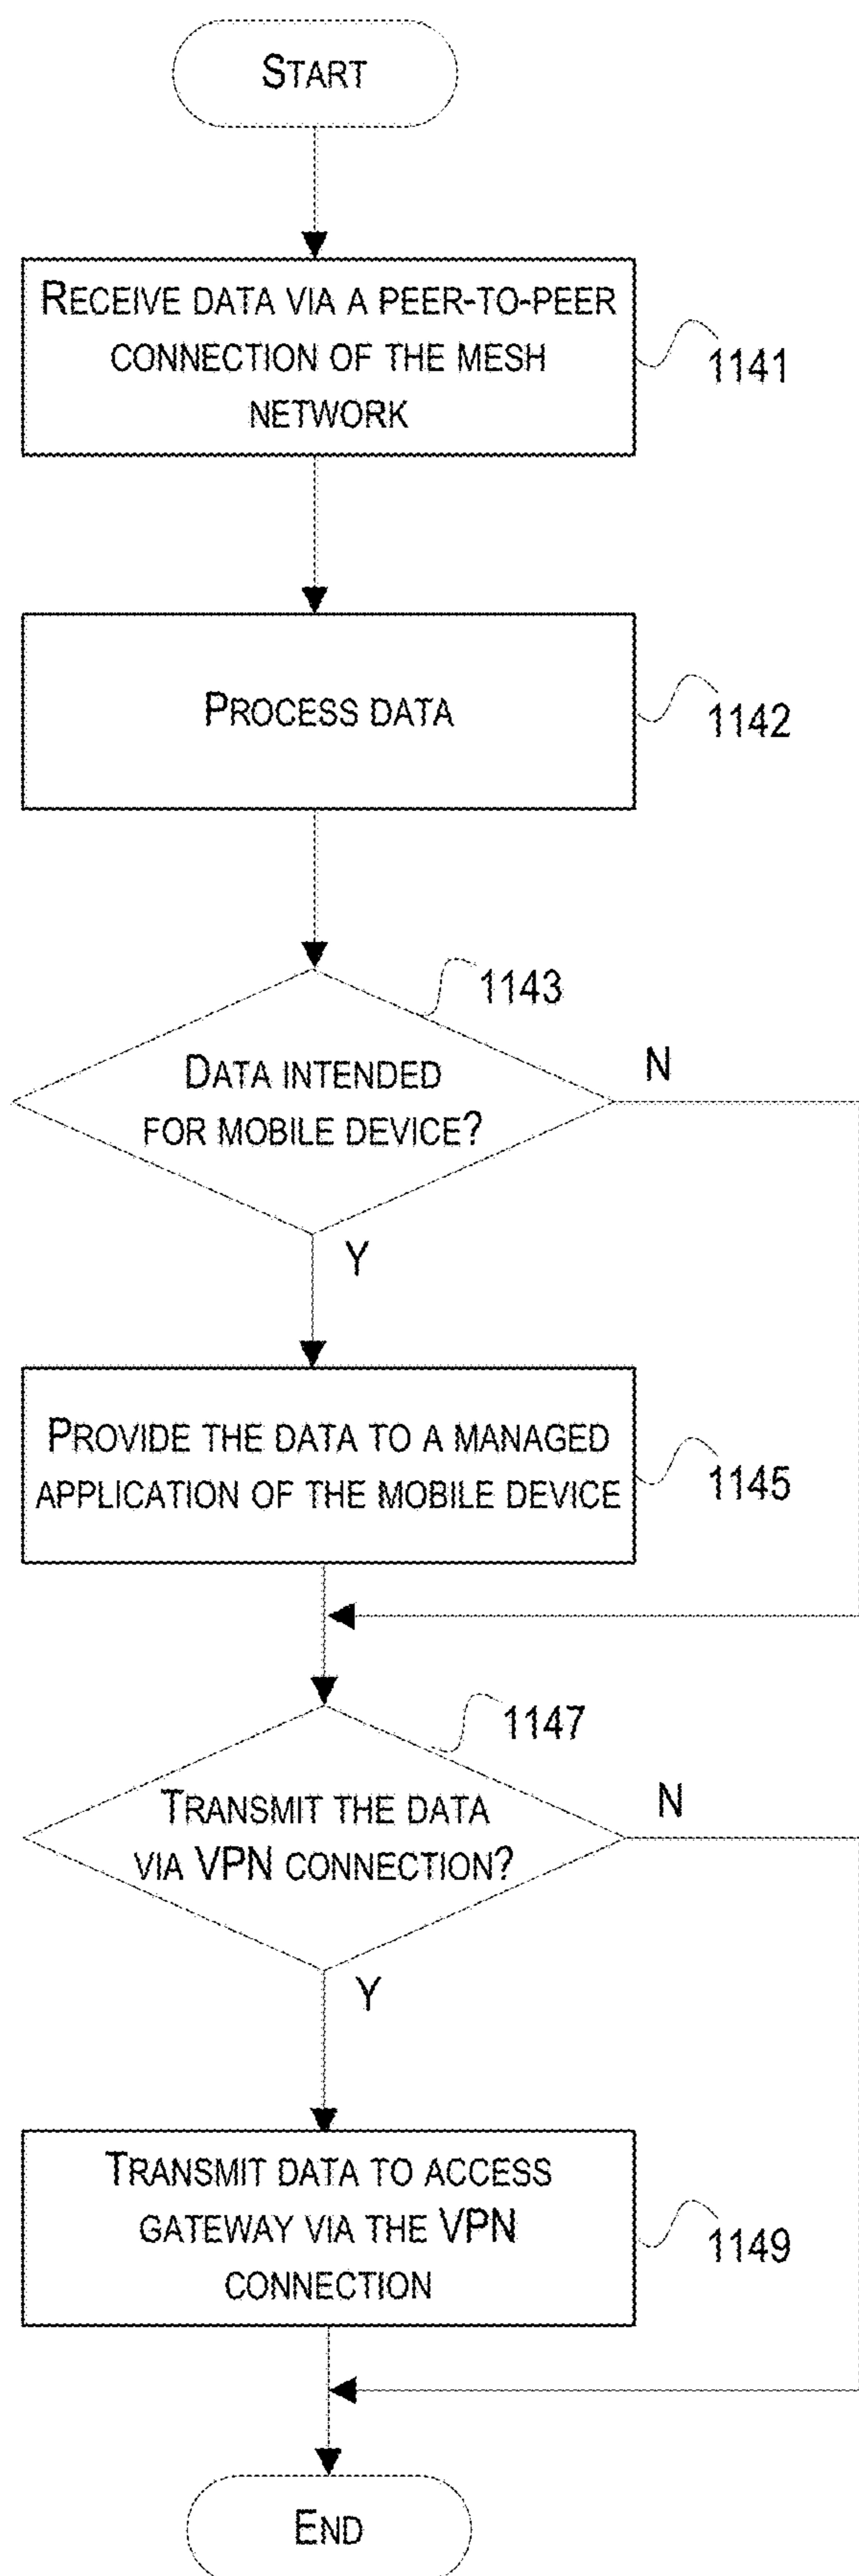 START
RECEIVE DATA VIA A PEER-TO-PEER
CONNECTION OF THE MESH
NETWORK
1141
PROCESS DATA
1142
1143
DATA INTENDED
FOR MOBILE DEVICE?
N
Y
PROVIDE THE DATA TO A MANAGED
APPLICATION OF THE MOBILE DEVICE
1145
1147
TRANSMIT THE DATA
VIA VPN CONNECTION?
N
Y
TRANSMIT DATA TO ACCESS
GATEWAY VIA THE VPN
CONNECTION
1149
END